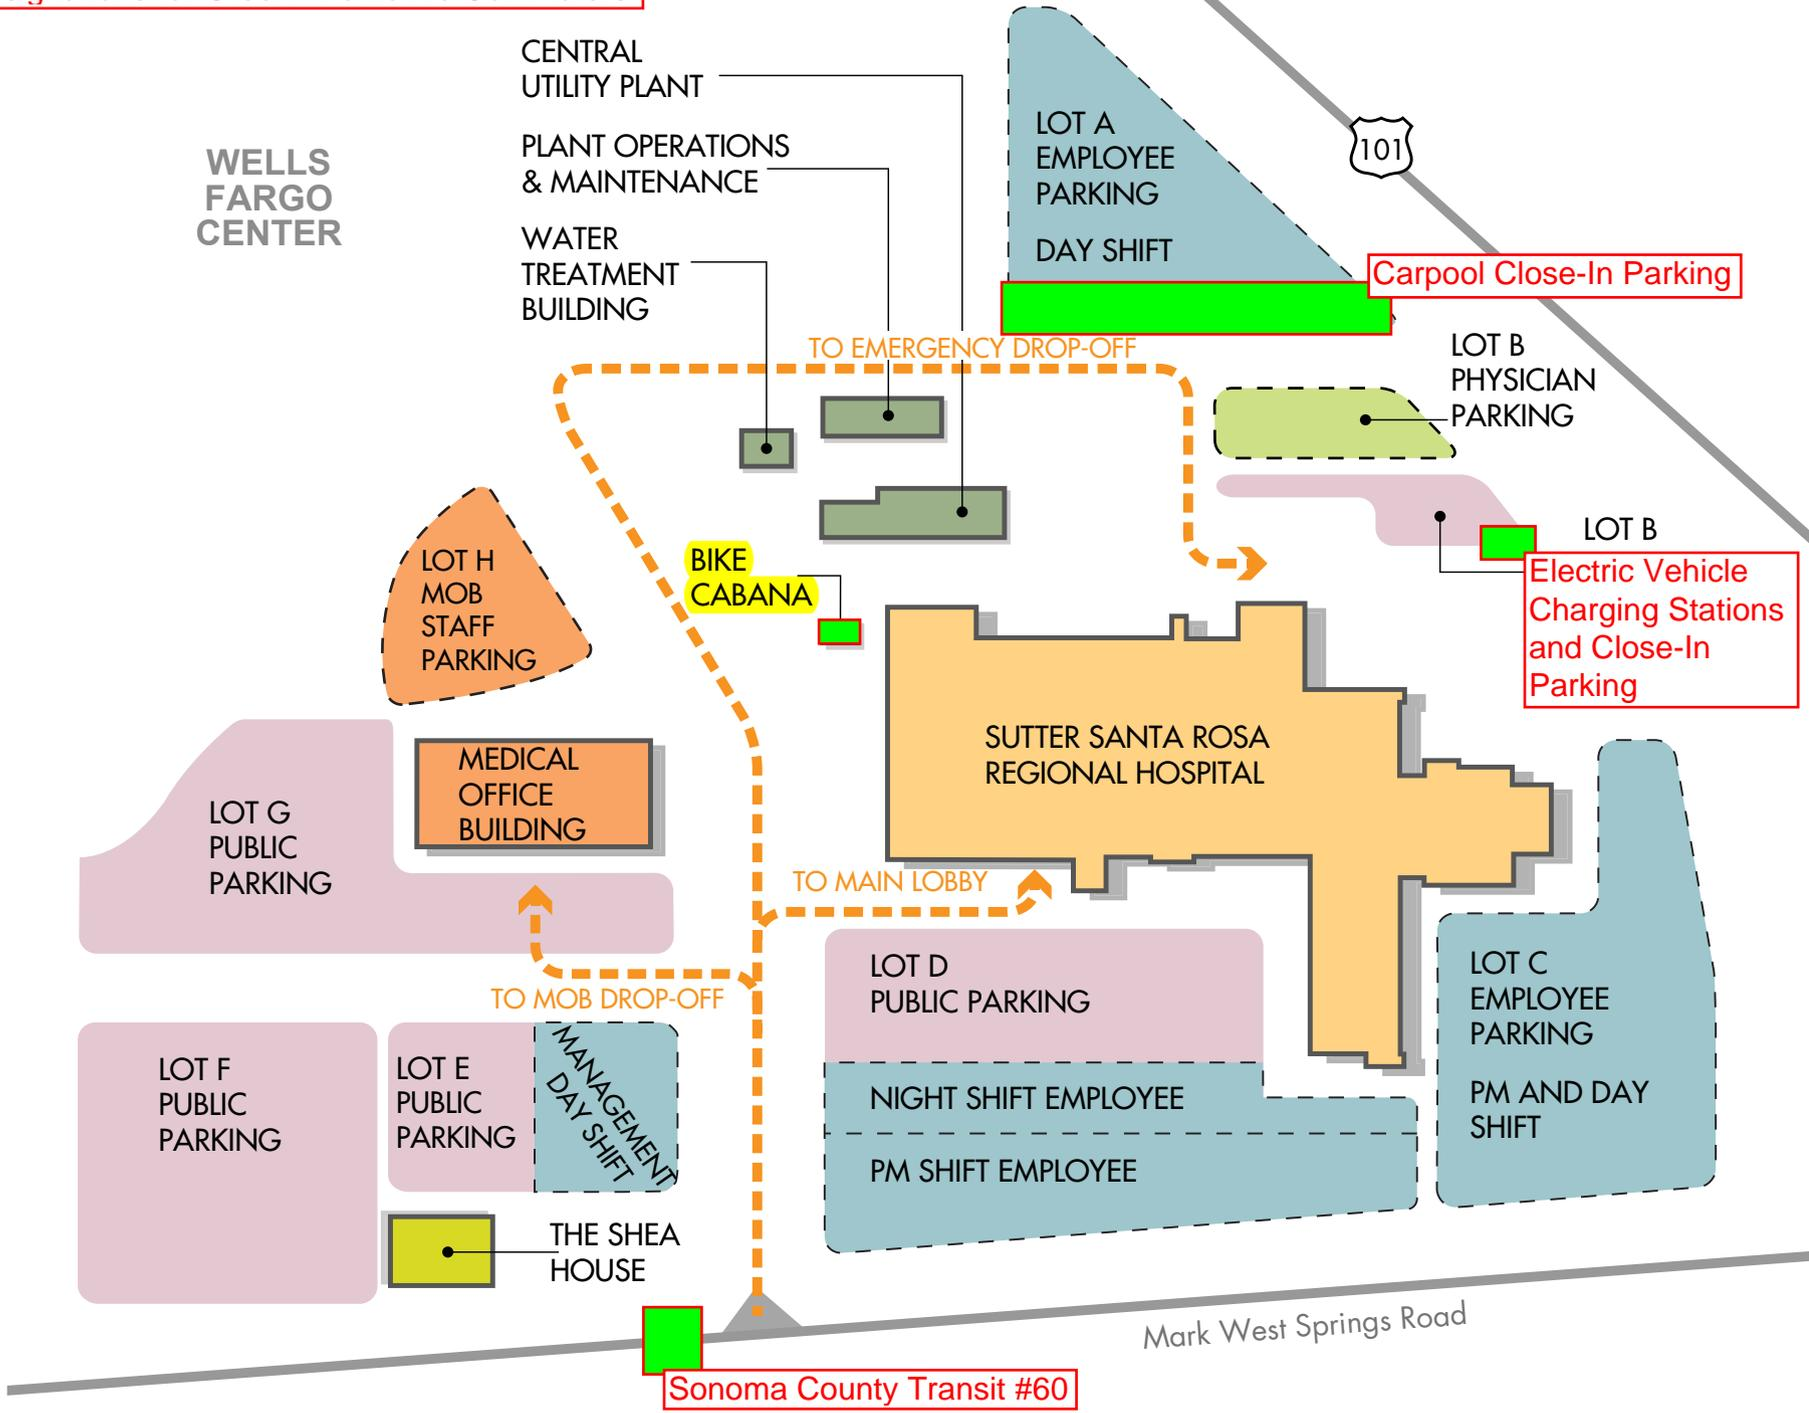 CENTRAL
UTILITY PLANT
PLANT OPERATIONS
& MAINTENANCE
WATER
TREATMENT
BUILDING
WELLS
FARGO
CENTER
LOT A
EMPLOYEE
PARKING
DAY SHIFT
101
Carpool Close-In Parking
TO EMERGENCY DROP-OFF
LOT B
PHYSICIAN
PARKING
LOT B
Electric Vehicle
Charging Stations
and Close-In
Parking
BIKE
CABANA
LOT H
MOB
STAFF
PARKING
SUTTER SANTA ROSA
REGIONAL HOSPITAL
MEDICAL
OFFICE
BUILDING
LOT G
PUBLIC
PARKING
TO MAIN LOBBY
TO MOB DROP-OFF
LOT D
PUBLIC PARKING
NIGHT SHIFT EMPLOYEE
PM SHIFT EMPLOYEE
LOT C
EMPLOYEE
PARKING
PM AND DAY
SHIFT
LOT F
PUBLIC
PARKING
LOT E
PUBLIC
PARKING
MANAGEMENT
DAY SHIFT
THE SHEA
HOUSE
Mark West Springs Road
Sonoma County Transit #60